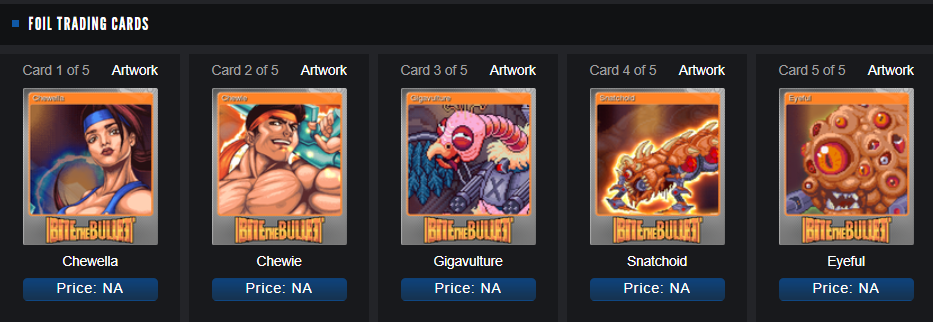 FOIL TRADING CARDS
Card 1 of 5 Artwork
Card 2 of 5 Artwork
Card 3 of 5 Artwork
Card 4 of 5 Artwork
Card 5 of 5 Artwork
Chewella
Chewie
Gigavulture
Snatchoid
Eyeful
BITE THE BULLET
BITE THE BULLET
BITE THE BULLET
BITE THE BULLET
BITE THE BULLET
Chewella
Chewie
Gigavulture
Snatchoid
Eyeful
Price: NA
Price: NA
Price: NA
Price: NA
Price: NA